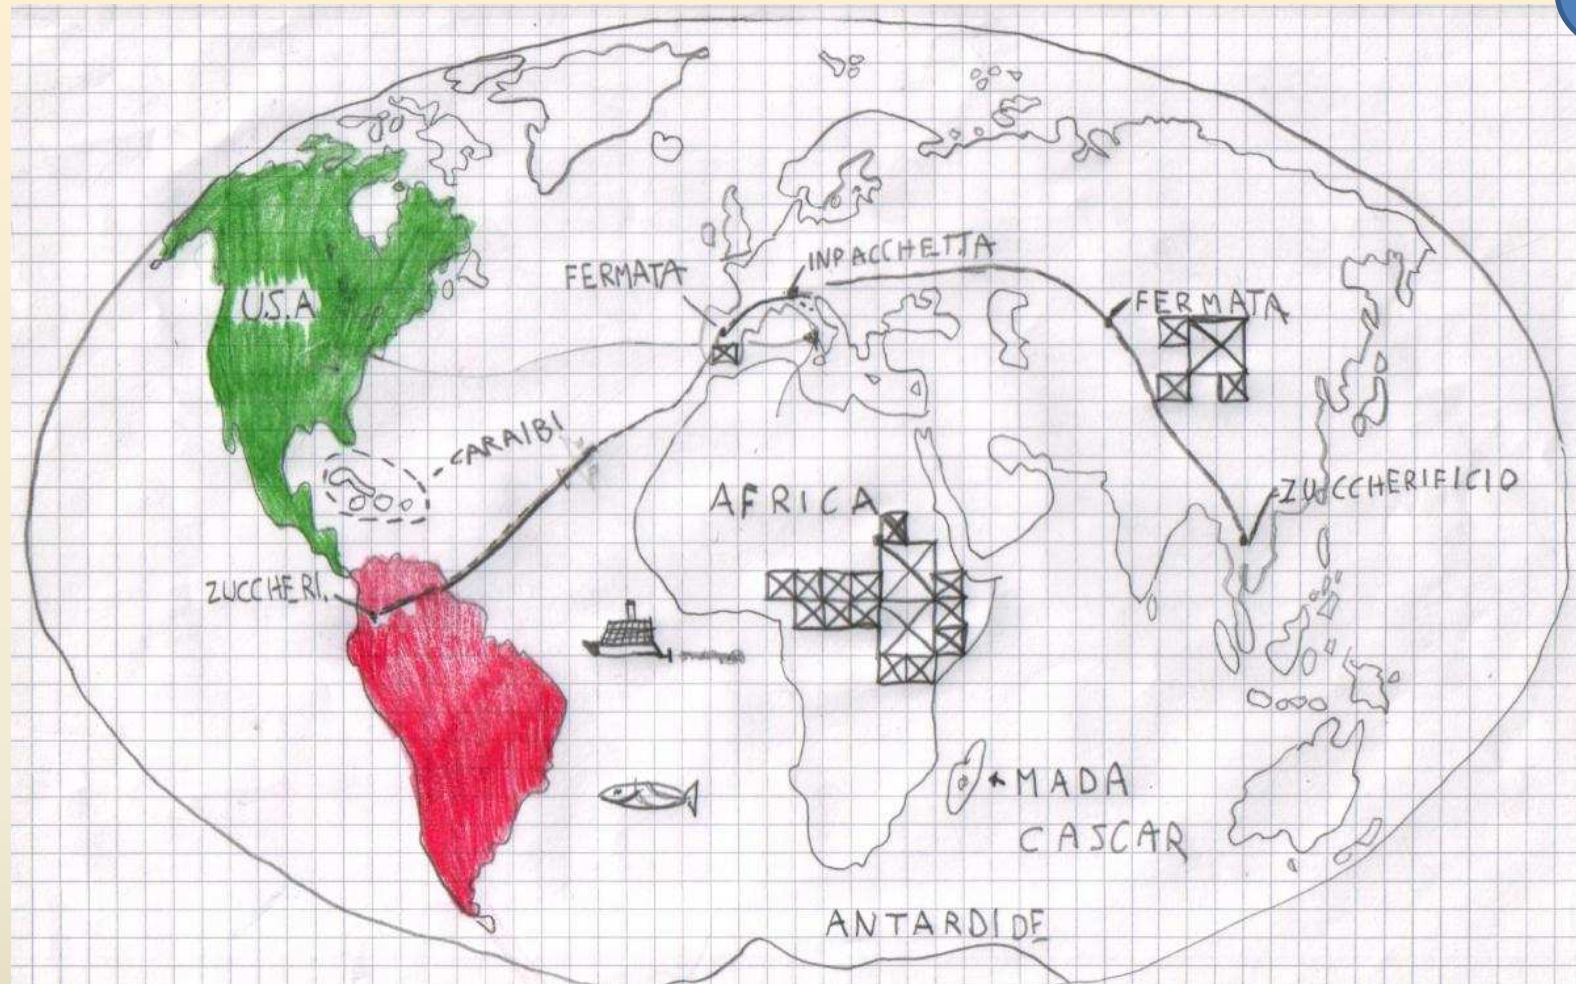 INPACCHETTA
FERMATA
FERMATA
U.S.A
CARAIBI
ZUCCHERIFICIO
AFRICA
ZUCCHERI.
MADA
CASCAR
ANTARDIDE